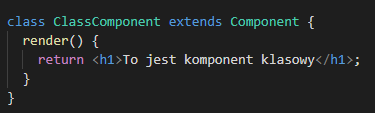 class ClassComponent extends Component {
  render() {
    return <h1>To jest komponent klasowy</h1>;
  }
}